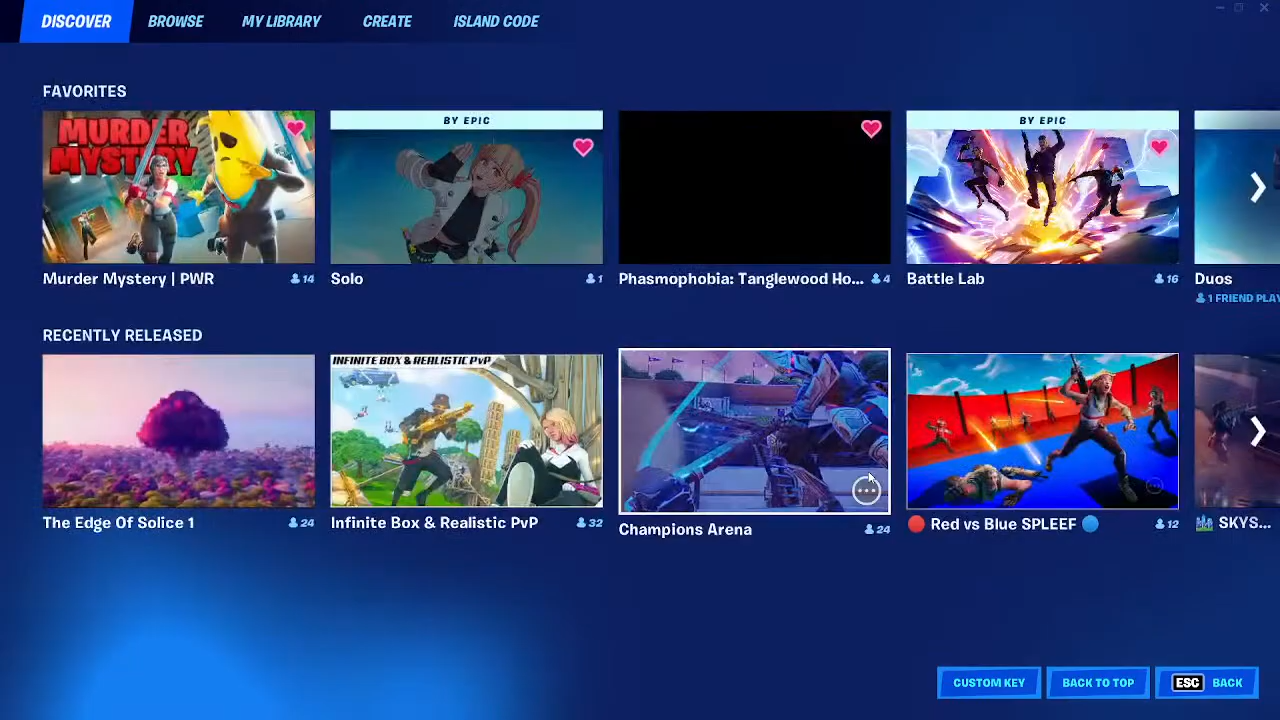 DISCOVER BROWSE MY LIBRARY CREATE ISLAND CODE
FAVORITES
BY EPIC BY EPIC
MURDER
MYSTERY
Murder Mystery | PWR 14 Solo 1 Phasmophobia: Tanglewood Ho... 4 Battle Lab 16 Duos
1 FRIEND PLAY
RECENTLY RELEASED
INFINITE BOX & REALISTIC PvP
The Edge Of Solice 1 24 Infinite Box & Realistic PvP 32 Champions Arena 24 🔴 Red vs Blue SPLEEF 🔵 12 SKYS...
CUSTOM KEY BACK TO TOP ESC BACK